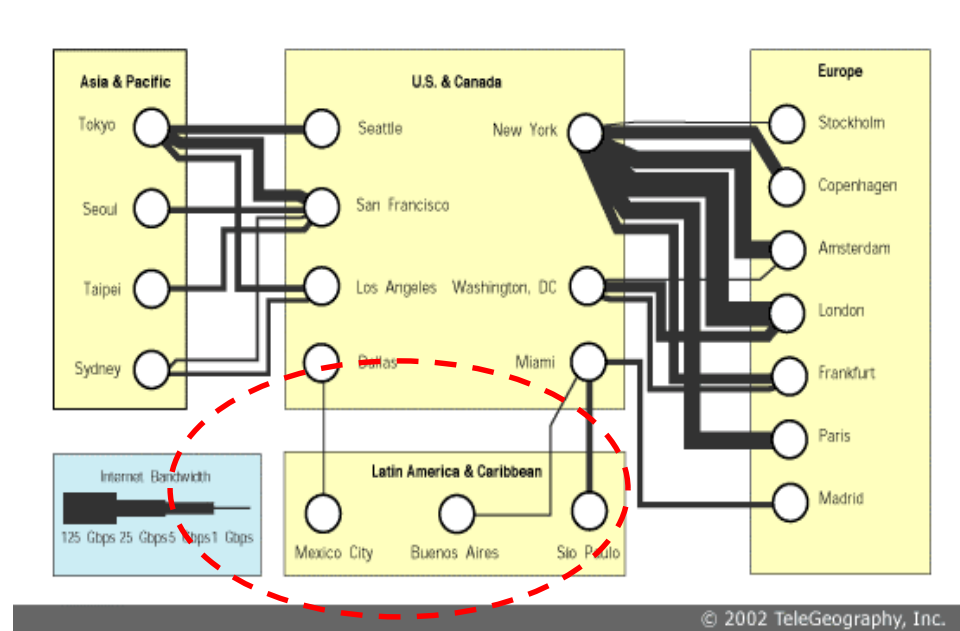 Asia & Pacific
U.S. & Canada
Europe
Tokyo
Seattle
New York
Stockholm
Seoul
San Francisco
Copenhagen
Amsterdam
Taipei
Los Angeles
Washington, DC
London
Sydney
Dallas
Miami
Frankfurt
Paris
Madrid
Internet Bandwidth
125 Gbps 25 Gbps 5 Gbps 1 Gbps
Latin America & Caribbean
Mexico City
Buenos Aires
Sio Paulo
© 2002 TeleGeography, Inc.